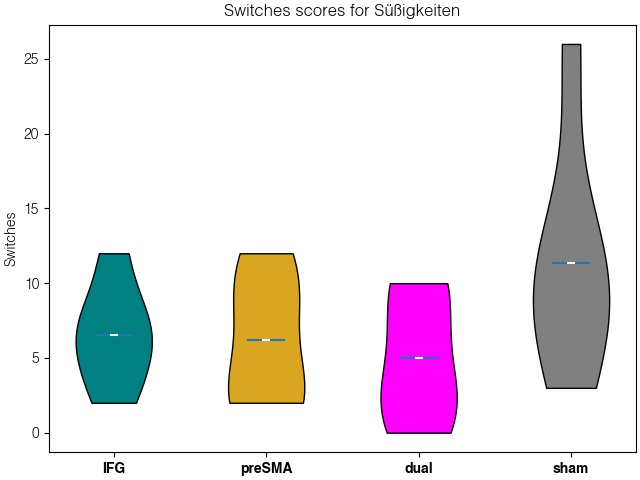 Switches scores for Süßigkeiten
25
20
15
10
5
0
Switches
IFG
preSMA
dual
sham